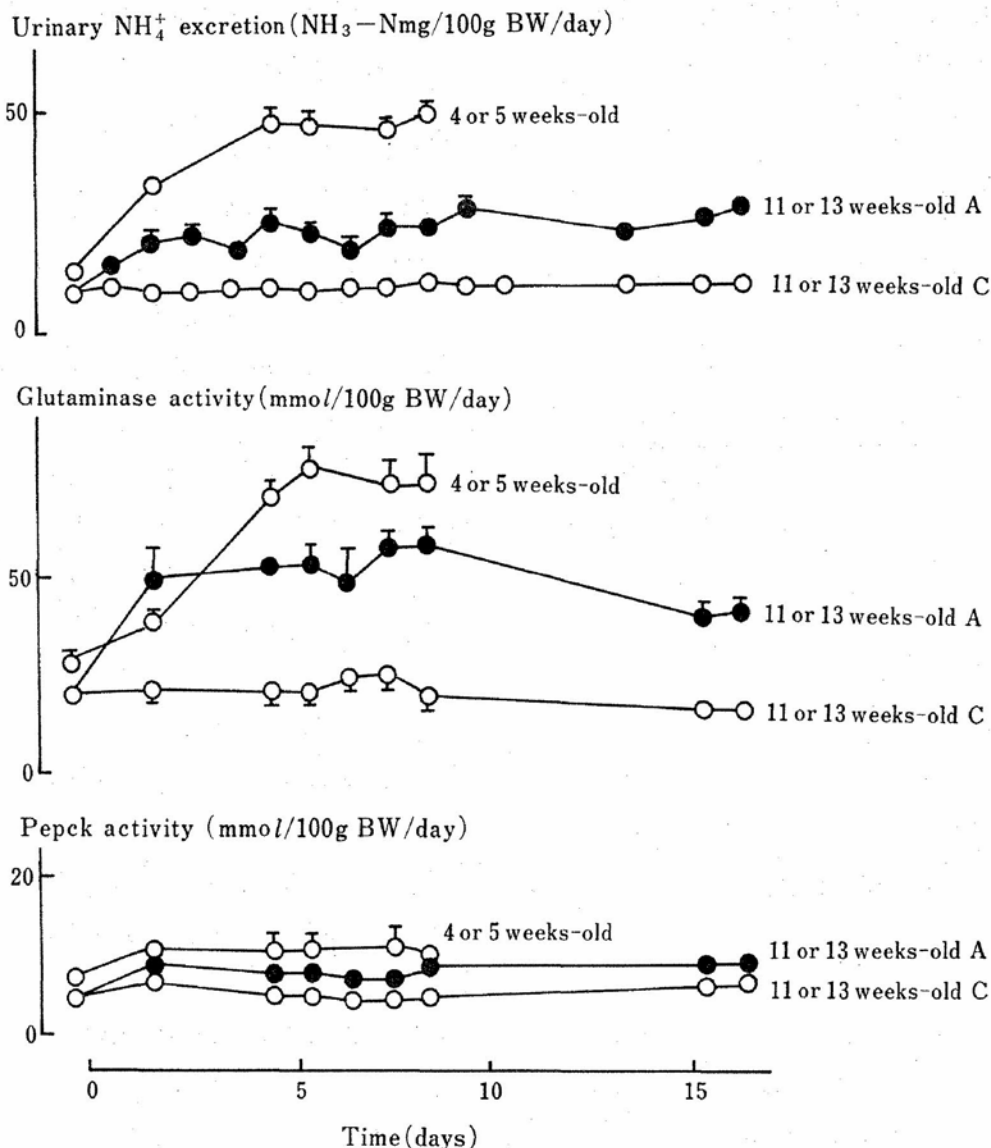 Urinary NH₄⁺ excretion (NH₃—Nmg/100g BW/day)
50
4 or 5 weeks-old
11 or 13 weeks-old A
11 or 13 weeks-old C
0
Glutaminase activity (mmol/100g BW/day)
4 or 5 weeks-old
50
11 or 13 weeks-old A
11 or 13 weeks-old C
0
Pepck activity (mmol/100g BW/day)
20
4 or 5 weeks-old
11 or 13 weeks-old A
11 or 13 weeks-old C
0
0 5 10 15
Time (days)